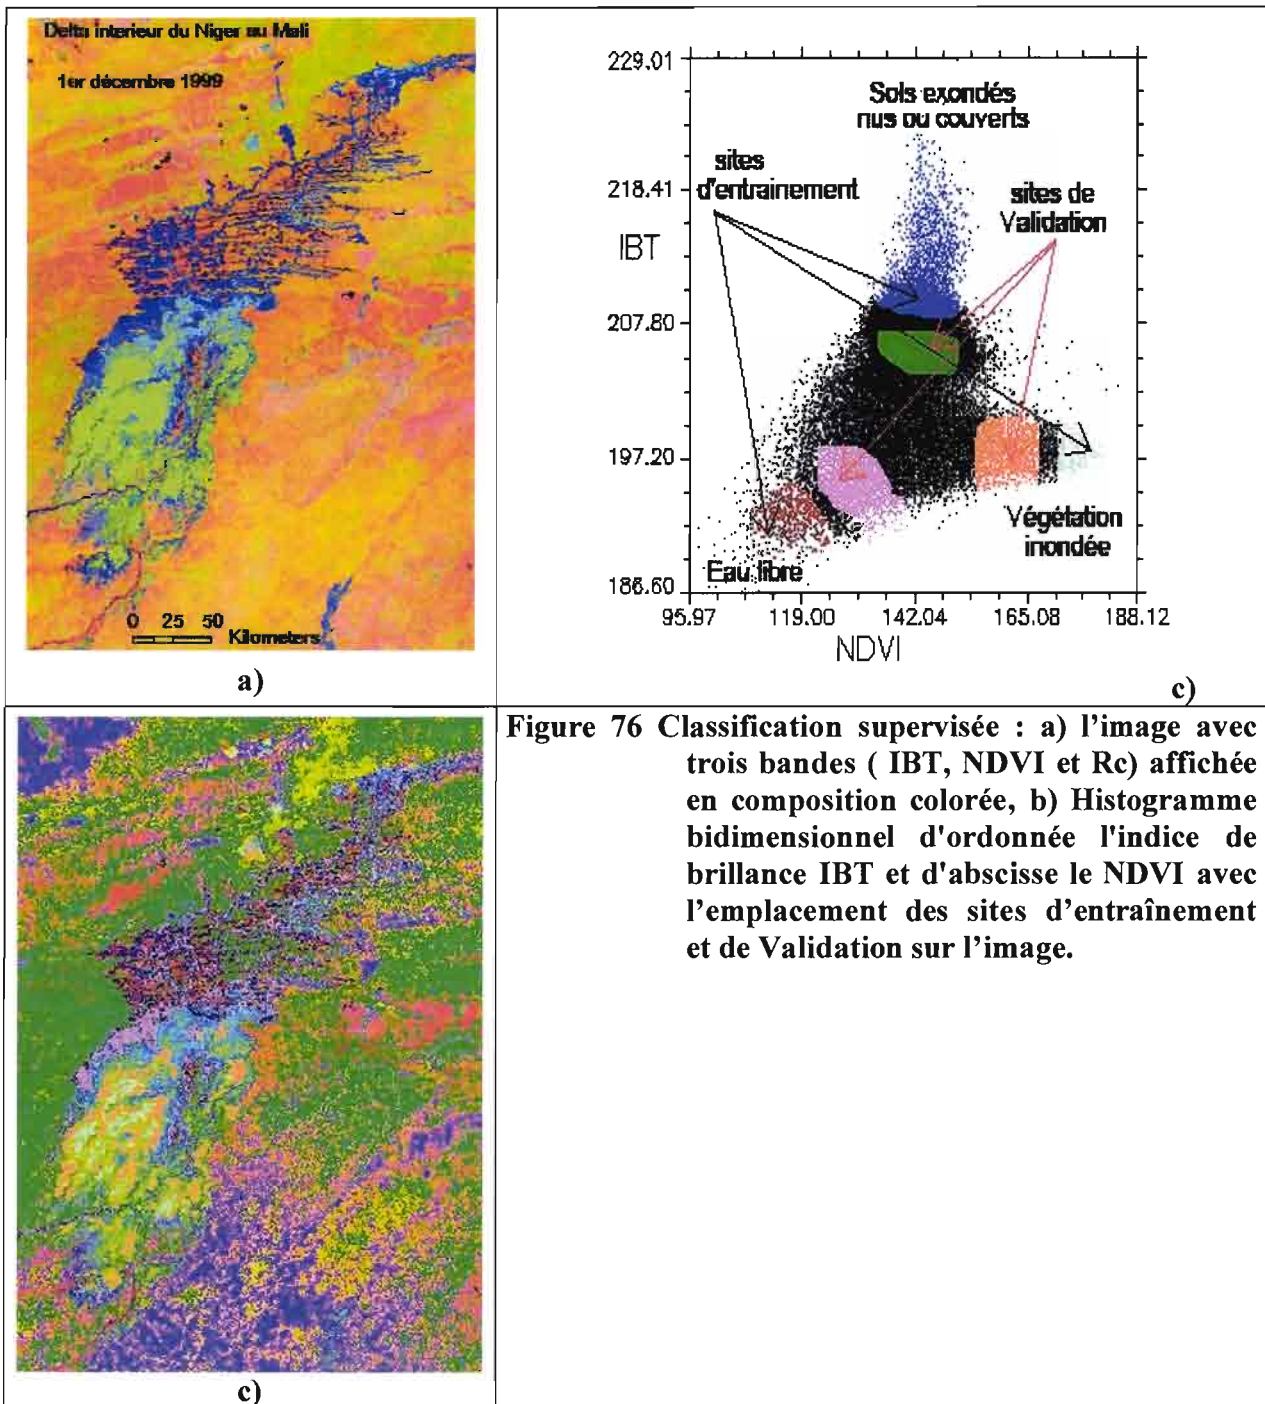 Delta interieur du Niger au Mali
1er décembre 1999
0 25 50
Kilometers
a)
229.01
218.41
IBT
207.80
197.20
186.60
95.97 119.00 142.04 165.08 188.12
NDVI
Sols exondés
nus ou couverts
sites
d'entrainement
sites de
Validation
Végétation
inondée
Eau libre
c)
Figure 76 Classification supervisée : a) l’image avec
trois bandes ( IBT, NDVI et Rc) affichée
en composition colorée, b) Histogramme
bidimensionnel d'ordonnée l'indice de
brillance IBT et d'abscisse le NDVI avec
l’emplacement des sites d’entraînement
et de Validation sur l’image.
c)